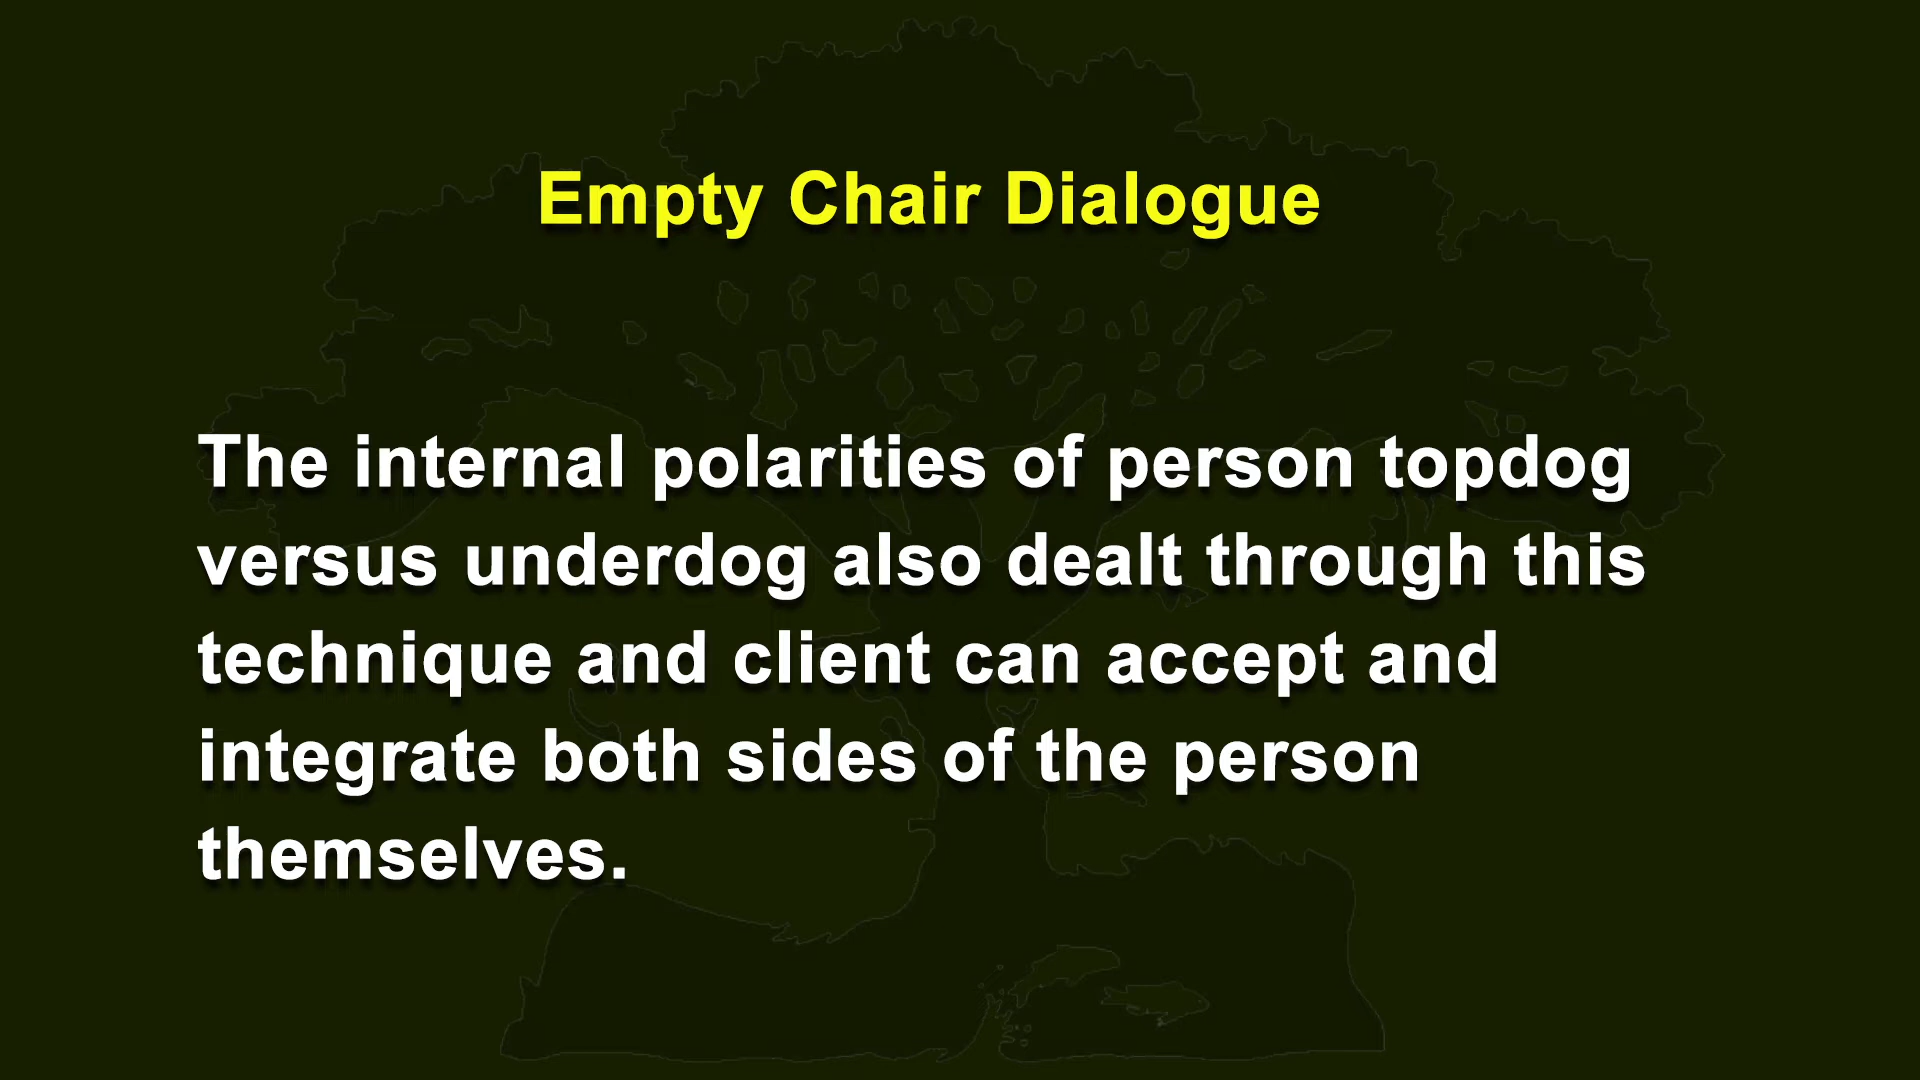 Empty Chair Dialogue
The internal polarities of person topdog
versus underdog also dealt through this
technique and client can accept and
integrate both sides of the person
themselves.